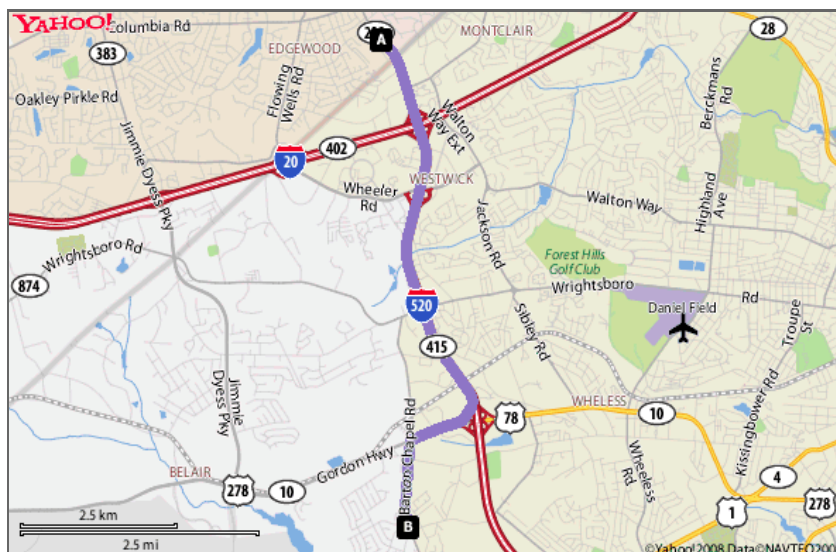 YAHOO!
Columbia Rd
EDGEWOOD
MONTCLAIR
A
28
383
Oakley Pirkle Rd
Flowing
Wells Rd
Jimmie Dyess Pky
Walton
Way Ext
Berckmans
Rd
402
20
WESTWICK
Wheeler
Rd
Walton Way
Highland
Ave
Jackson Rd
Wrightsboro Rd
874
Forest Hills
Golf Club
Wrightsboro
Rd
520
Daniel Field
Troupe
St
415
Sibley Rd
Jimmie
Dyess Pky
Barton Chapel Rd
78
WHELESS
10
Kissingbower Rd
Gordon Hwy
Wheeless
Rd
BELAIR
278
10
4
1
278
B
2.5 km
2.5 mi
©Yahoo!2008 Data©NAVTEQ200